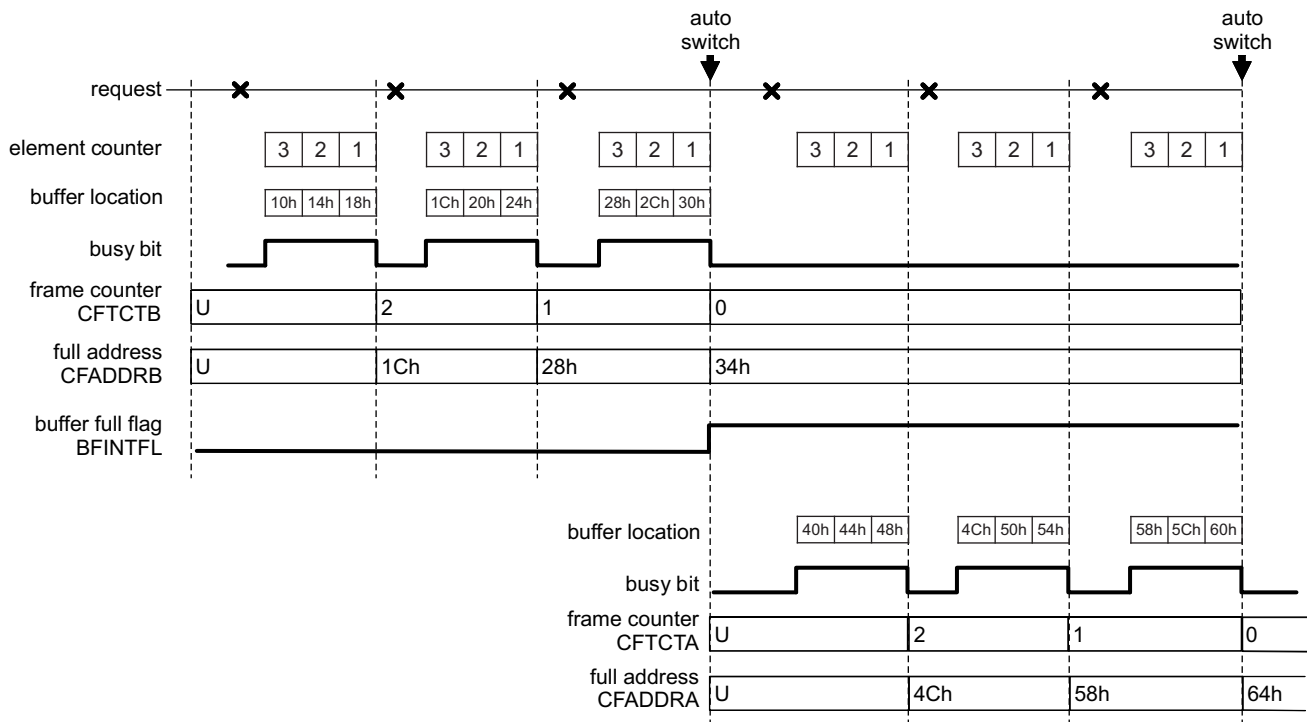 auto
switch
auto
switch
request
element counter
3 2 1 3 2 1 3 2 1 3 2 1 3 2 1 3 2 1
buffer location
10h 14h 18h 1Ch 20h 24h 28h 2Ch 30h
busy bit
frame counter
CFTCTB
U 2 1 0
full address
CFADDRB
U 1Ch 28h 34h
buffer full flag
BFINTFL
buffer location
40h 44h 48h 4Ch 50h 54h 58h 5Ch 60h
busy bit
frame counter
CFTCTA
U 2 1 0
full address
CFADDRA
U 4Ch 58h 64h